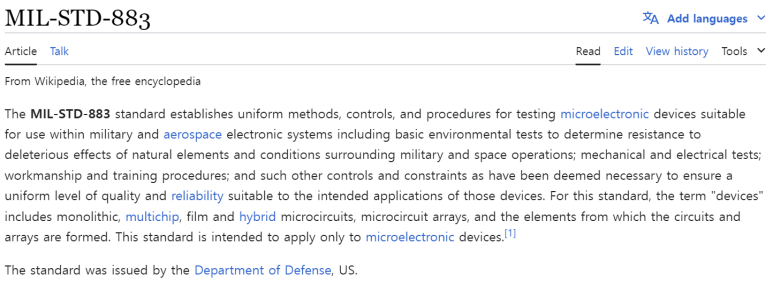 MIL-STD-883
Add languages
Article Talk Read Edit View history Tools
From Wikipedia, the free encyclopedia
The MIL-STD-883 standard establishes uniform methods, controls, and procedures for testing microelectronic devices suitable
for use within military and aerospace electronic systems including basic environmental tests to determine resistance to
deleterious effects of natural elements and conditions surrounding military and space operations; mechanical and electrical tests;
workmanship and training procedures; and such other controls and constraints as have been deemed necessary to ensure a
uniform level of quality and reliability suitable to the intended applications of those devices. For this standard, the term "devices"
includes monolithic, multichip, film and hybrid microcircuits, microcircuit arrays, and the elements from which the circuits and
arrays are formed. This standard is intended to apply only to microelectronic devices.[1]
The standard was issued by the Department of Defense, US.